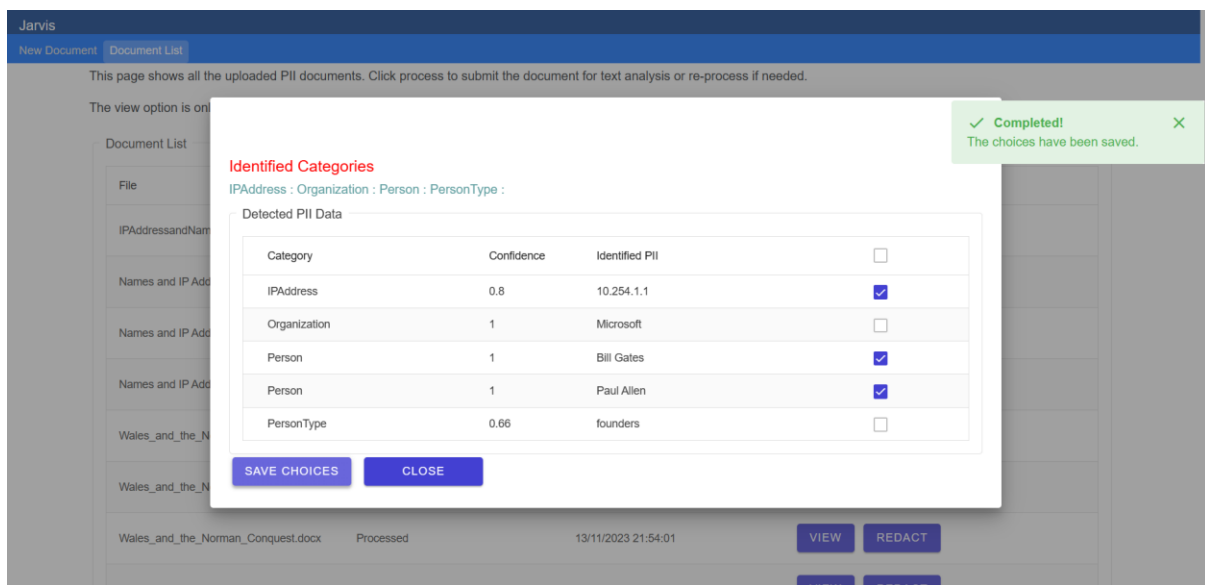 Jarvis
New Document Document List
This page shows all the uploaded PII documents. Click process to submit the document for text analysis or re-process if needed.
The view option is onl
Completed!
The choices have been saved.
Document List
File
IPAddressandNam
Names and IP Add
Names and IP Add
Names and IP Add
Wales_and_the_N
Wales_and_the_N
Identified Categories
IPAddress : Organization : Person : PersonType :
Detected PII Data
Category Confidence Identified PII
IPAddress 0.8 10.254.1.1
Organization 1 Microsoft
Person 1 Bill Gates
Person 1 Paul Allen
PersonType 0.66 founders
SAVE CHOICES CLOSE
Wales_and_the_Norman_Conquest.docx Processed 13/11/2023 21:54:01 VIEW REDACT
VIEW REDACT